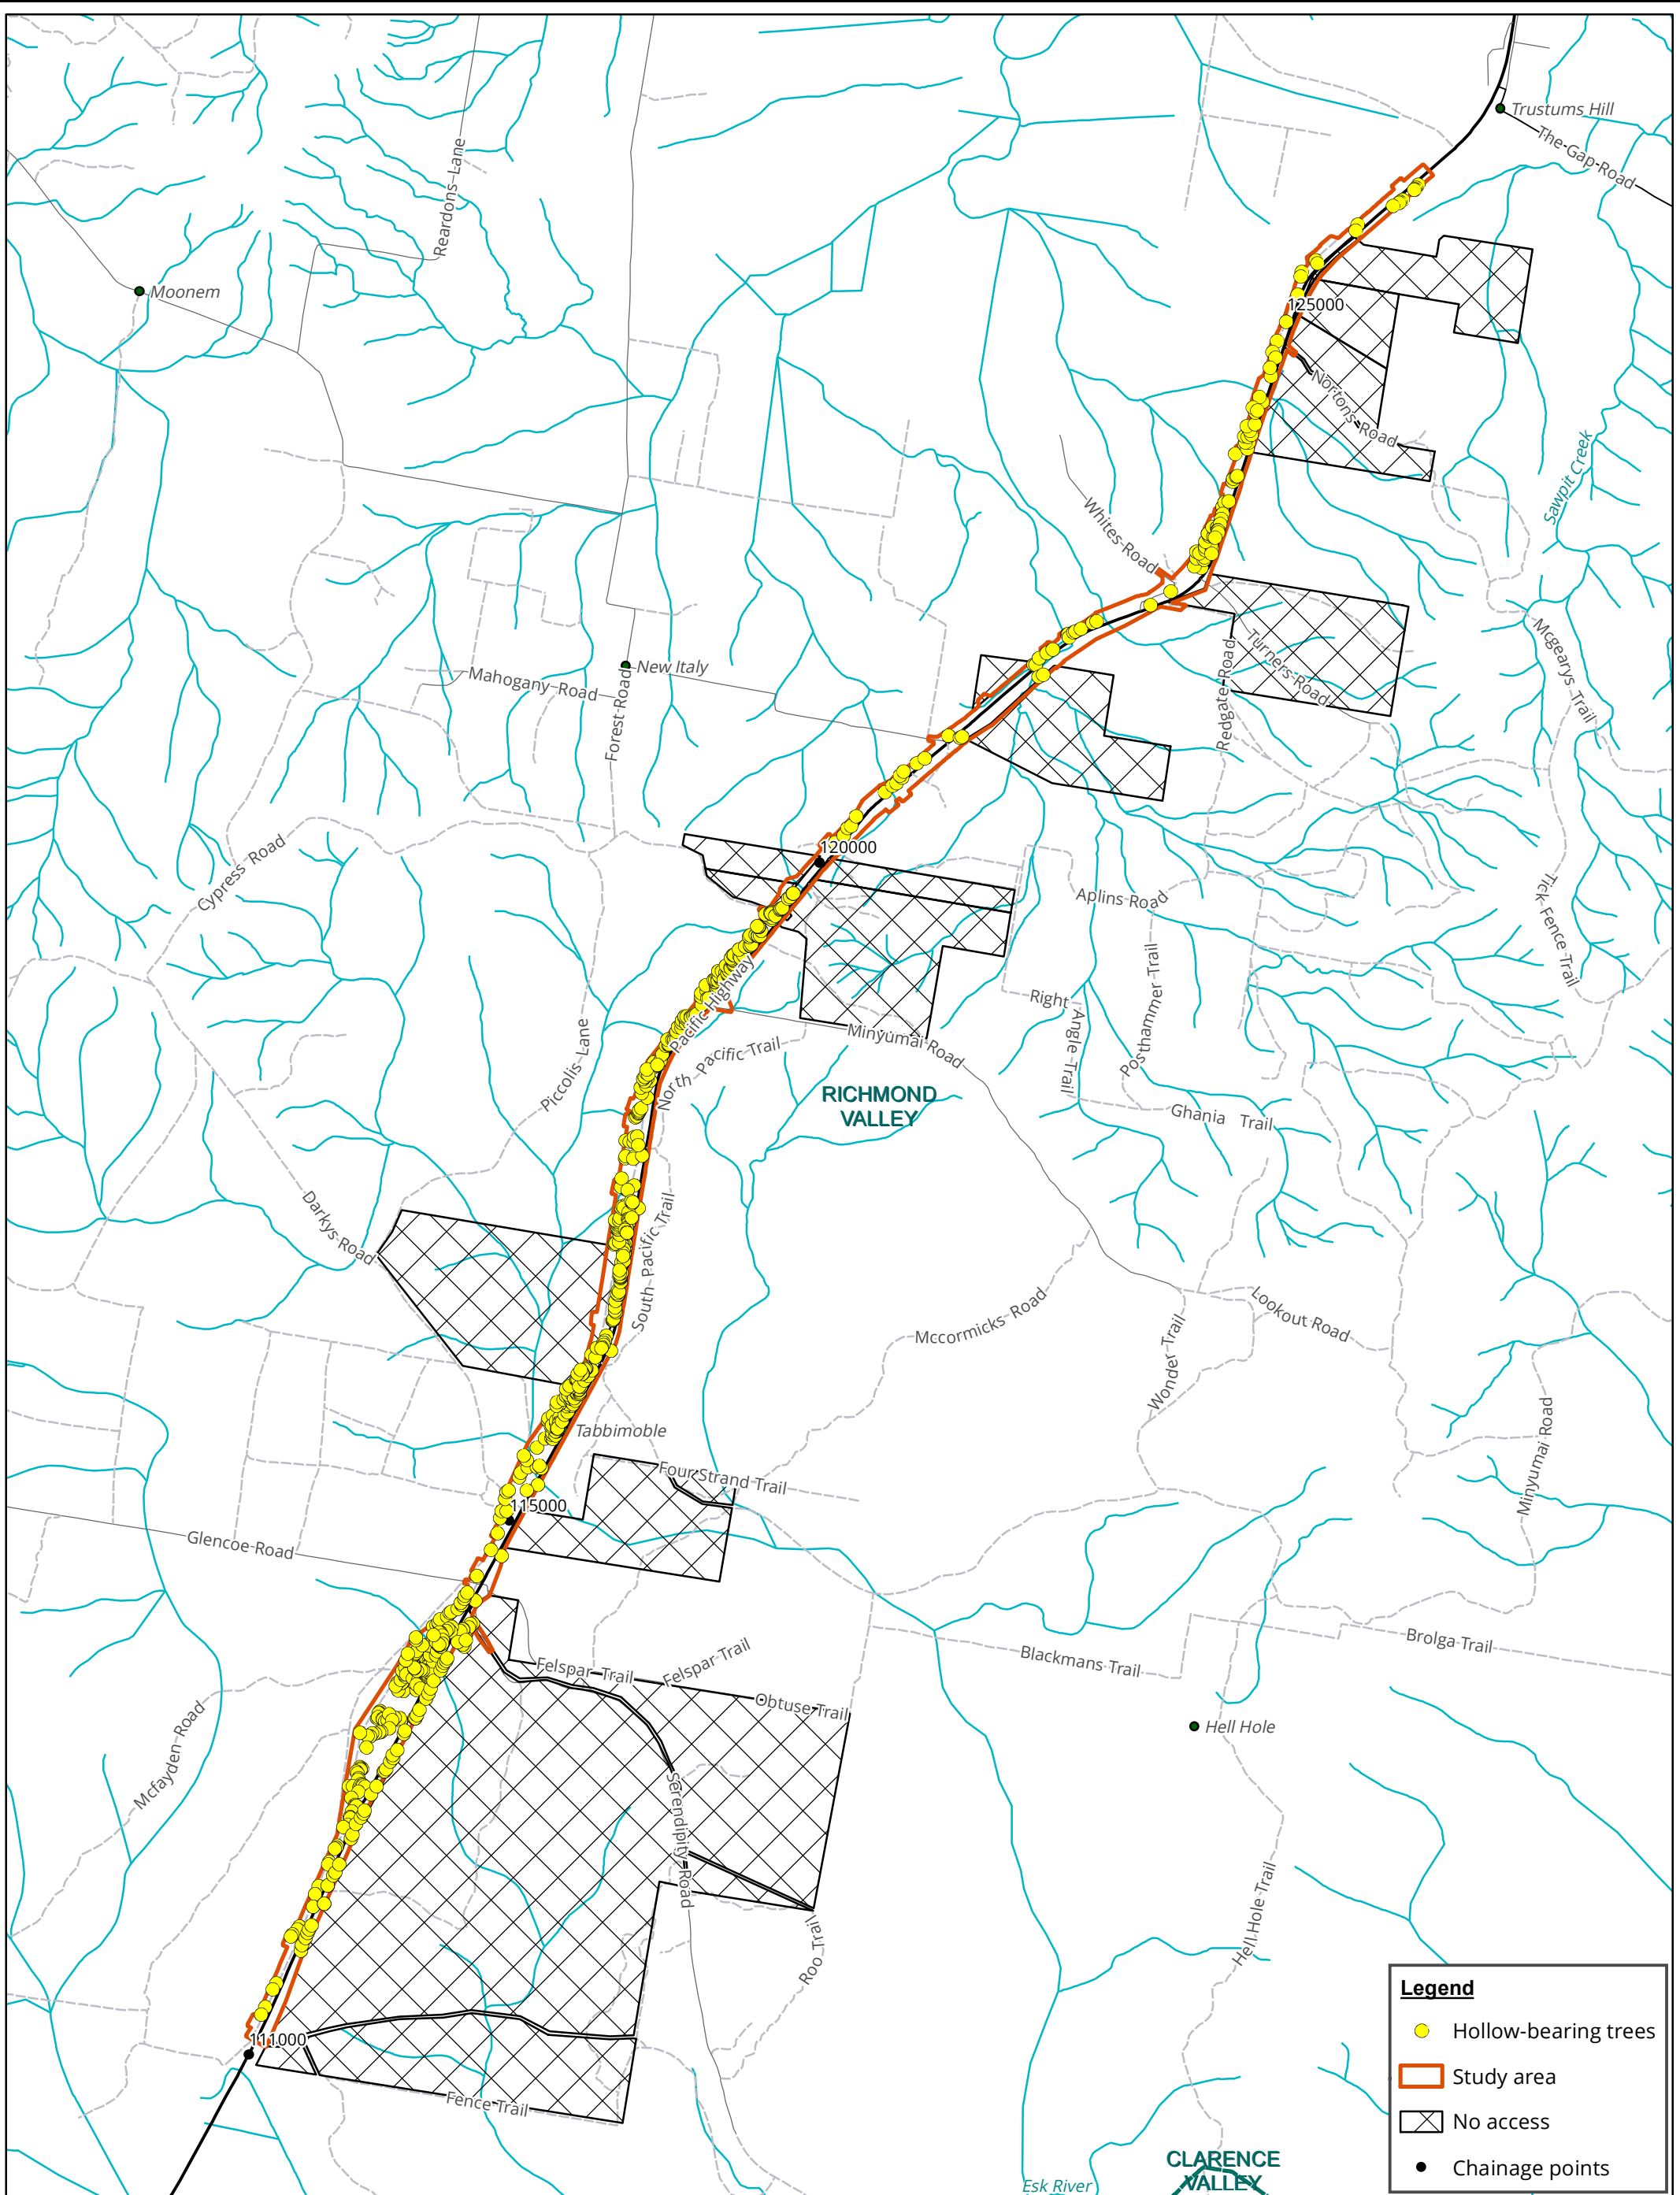 Trustums Hill
The Gap Road
Reardons Lane
Moonem
125000
Nortons Road
Sawpit Creek
Whites Road
Mcgearys Trail
Turners Road
Redgate Road
New Italy
Mahogany Road
Forest Road
120000
Cypress Road
Aplins Road
Tick Fence Trail
Posthammer Trail
Pacific Highway
Right Angle Trail
Minyumai Road
North Pacific Trail
Piccolis Lane
RICHMOND
VALLEY
Ghania Trail
Darkys Road
South Pacific Trail
Lookout Road
Mccormicks Road
Wonder Trail
Minyumai Road
Tabbimoble
Four Strand Trail
115000
Glencoe Road
Brolga Trail
Blackmans Trail
Felspar Trail
Felspar Trail
Obtuse Trail
Hell Hole
Mcfayden Road
Serendipity Road
Roo Trail
Hell Hole Trail
111000
Fence Trail
CLARENCE
VALLEY
Esk River
Legend
Hollow-bearing trees
Study area
No access
Chainage points